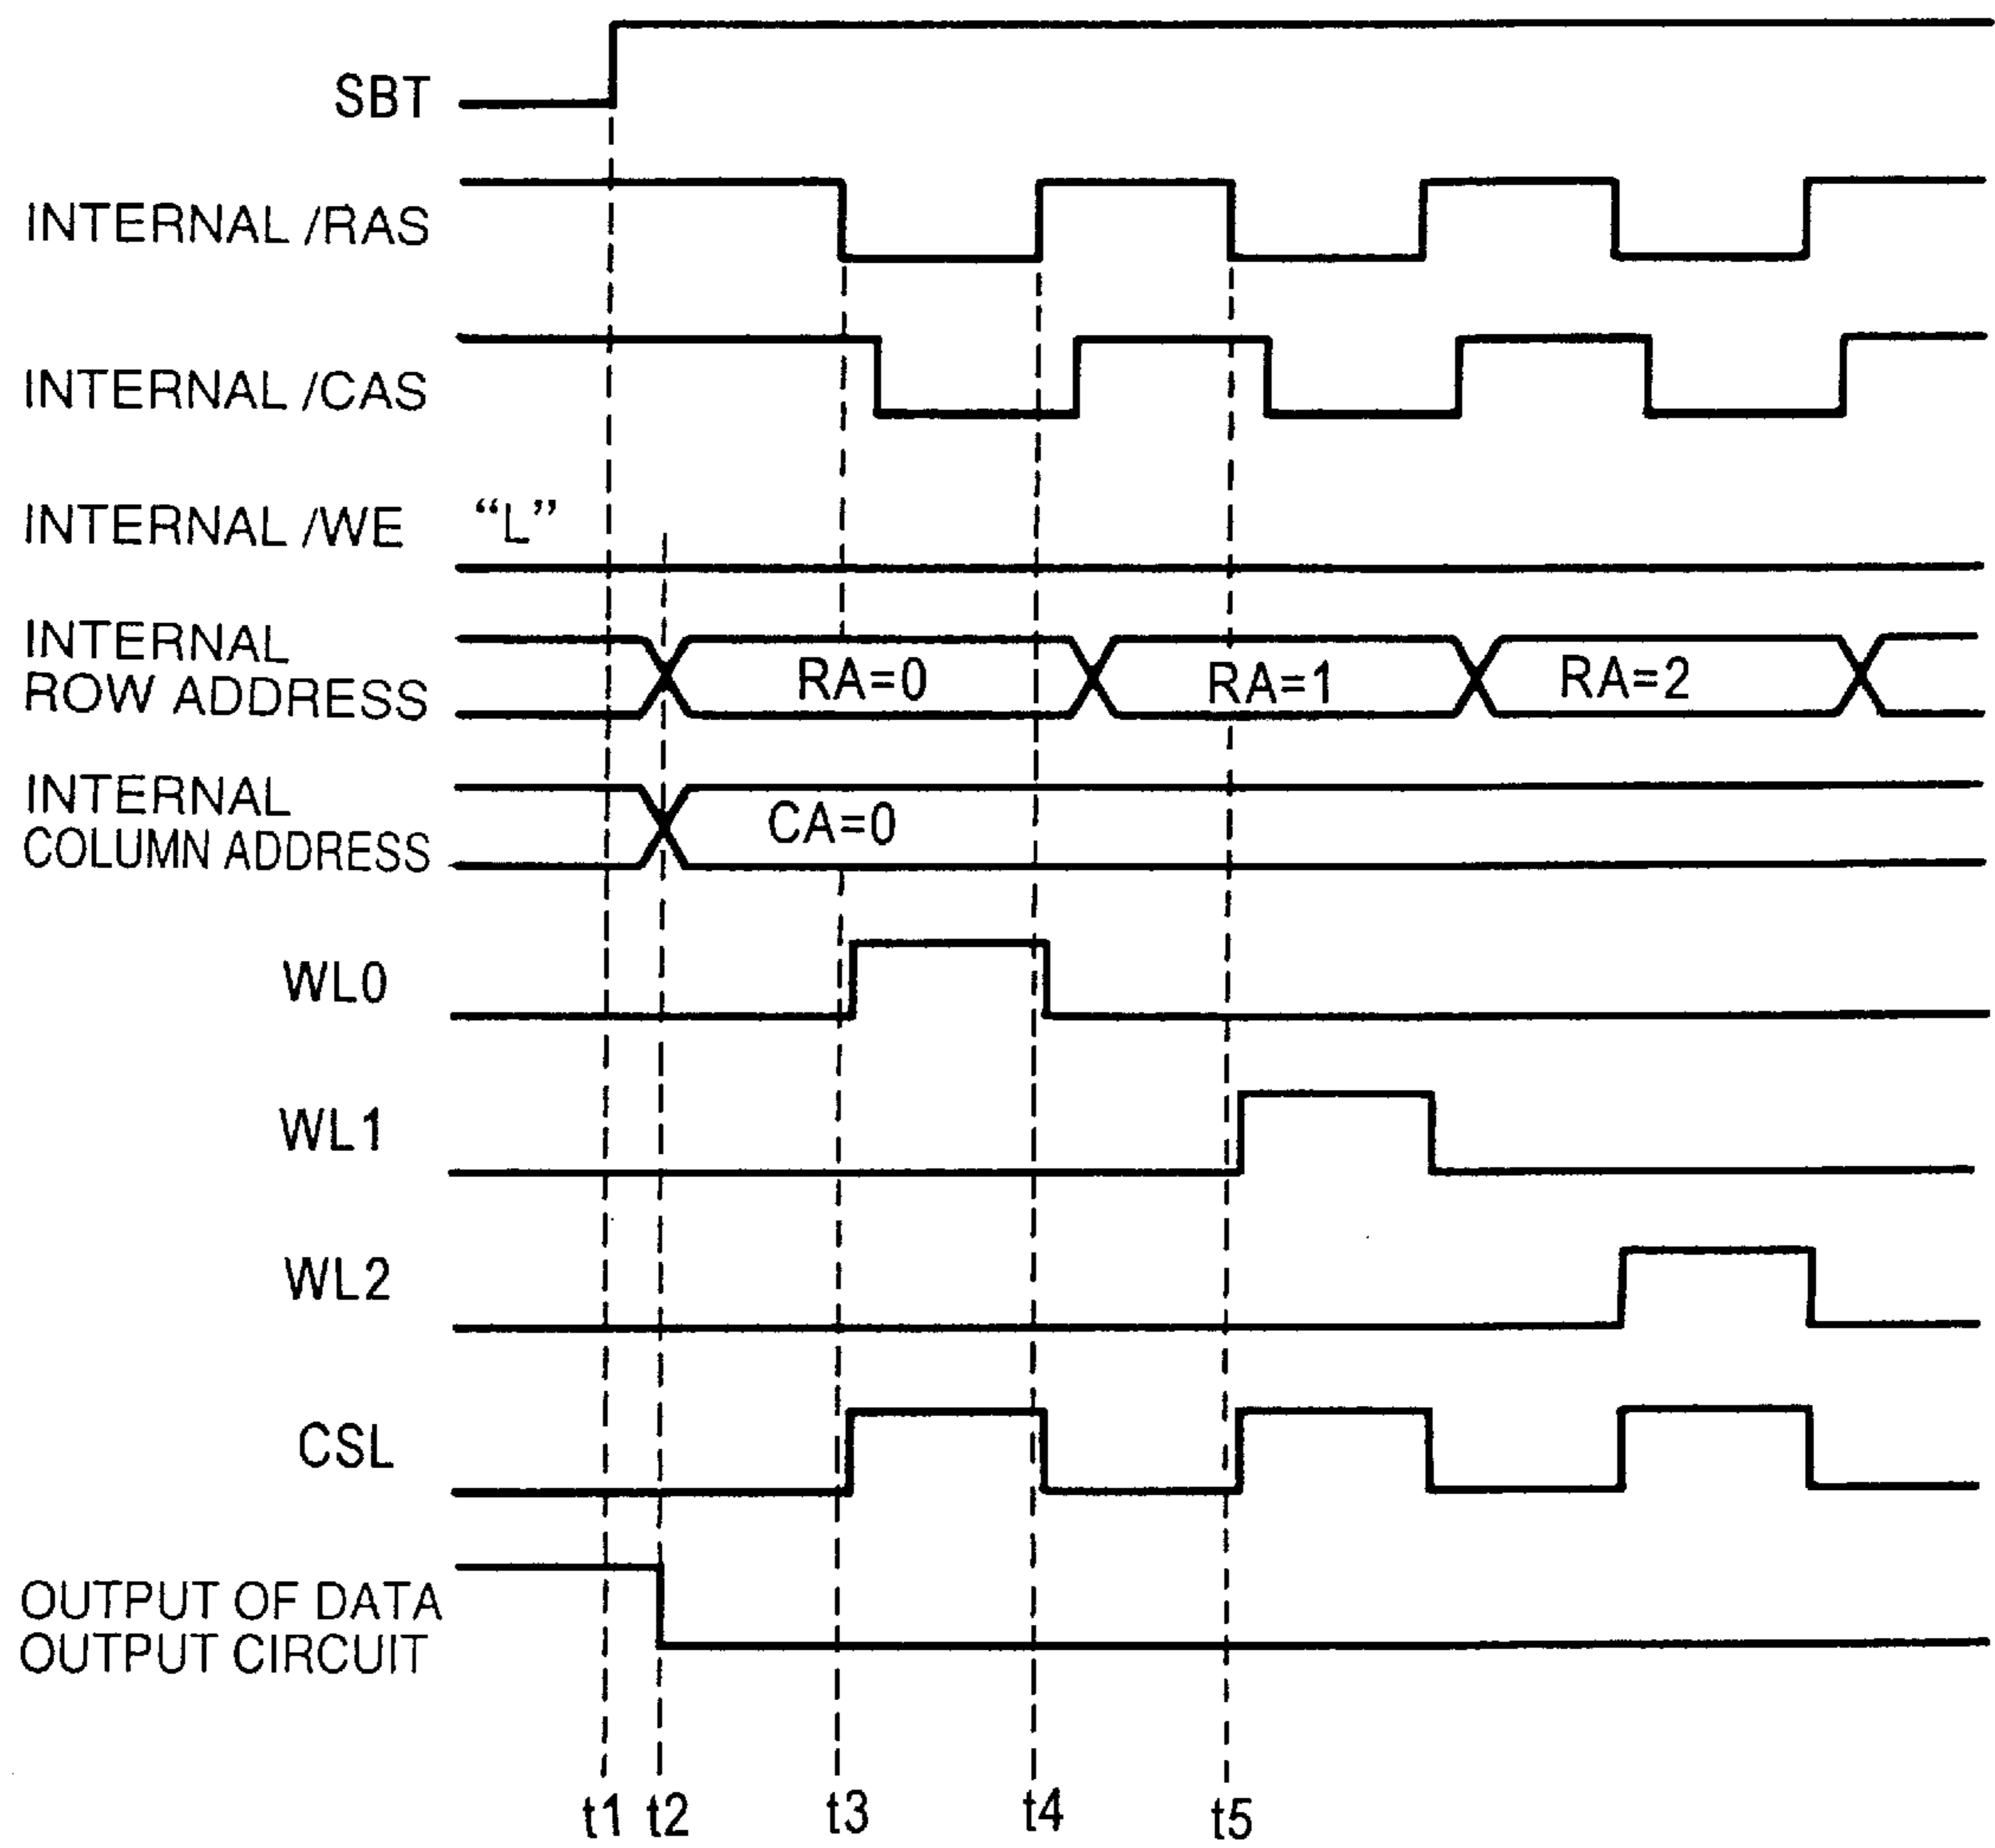 SBT
INTERNAL /RAS
INTERNAL /CAS
INTERNAL /WE “L”
INTERNAL
ROW ADDRESS
RA=0 RA=1 RA=2
INTERNAL
COLUMN ADDRESS
CA=0
WL0
WL1
WL2
CSL
OUTPUT OF DATA
OUTPUT CIRCUIT
t1 t2 t3 t4 t5